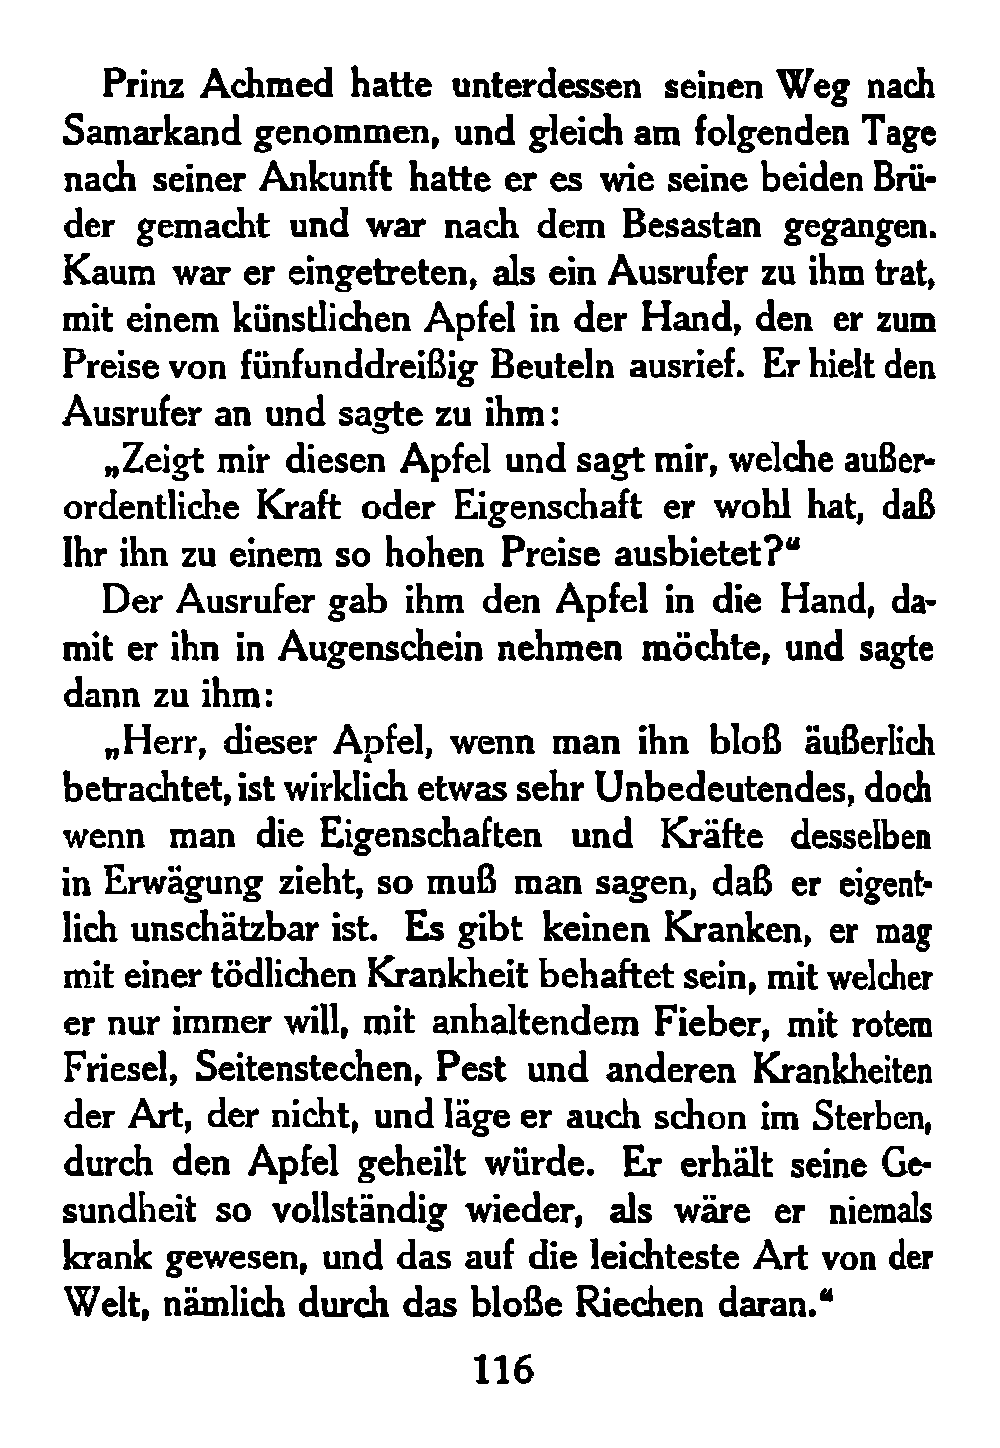 Prinz Achmed hatte unterdessen seinen Weg nach
Samarkand genommen, und gleich am folgenden Tage
nach seiner Ankunft hatte er es wie seine beiden Brü-
der gemacht und war nach dem Besastan gegangen.
Kaum war er eingetreten, als ein Ausrufer zu ihm trat,
mit einem künstlichen Apfel in der Hand, den er zum
Preise von fünfunddreißig Beuteln ausrief. Er hielt den
Ausrufer an und sagte zu ihm:
„Zeigt mir diesen Apfel und sagt mir, welche außer-
ordentliche Kraft oder Eigenschaft er wohl hat, daß
Ihr ihn zu einem so hohen Preise ausbietet?“
Der Ausrufer gab ihm den Apfel in die Hand, da-
mit er ihn in Augenschein nehmen möchte, und sagte
dann zu ihm:
„Herr, dieser Apfel, wenn man ihn bloß äußerlich
betrachtet, ist wirklich etwas sehr Unbedeutendes, doch
wenn man die Eigenschaften und Kräfte desselben
in Erwägung zieht, so muß man sagen, daß er eigent-
lich unschätzbar ist. Es gibt keinen Kranken, er mag
mit einer tödlichen Krankheit behaftet sein, mit welcher
er nur immer will, mit anhaltendem Fieber, mit rotem
Friesel, Seitenstechen, Pest und anderen Krankheiten
der Art, der nicht, und läge er auch schon im Sterben,
durch den Apfel geheilt würde. Er erhält seine Ge-
sundheit so vollständig wieder, als wäre er niemals
krank gewesen, und das auf die leichteste Art von der
Welt, nämlich durch das bloße Riechen daran.“
116